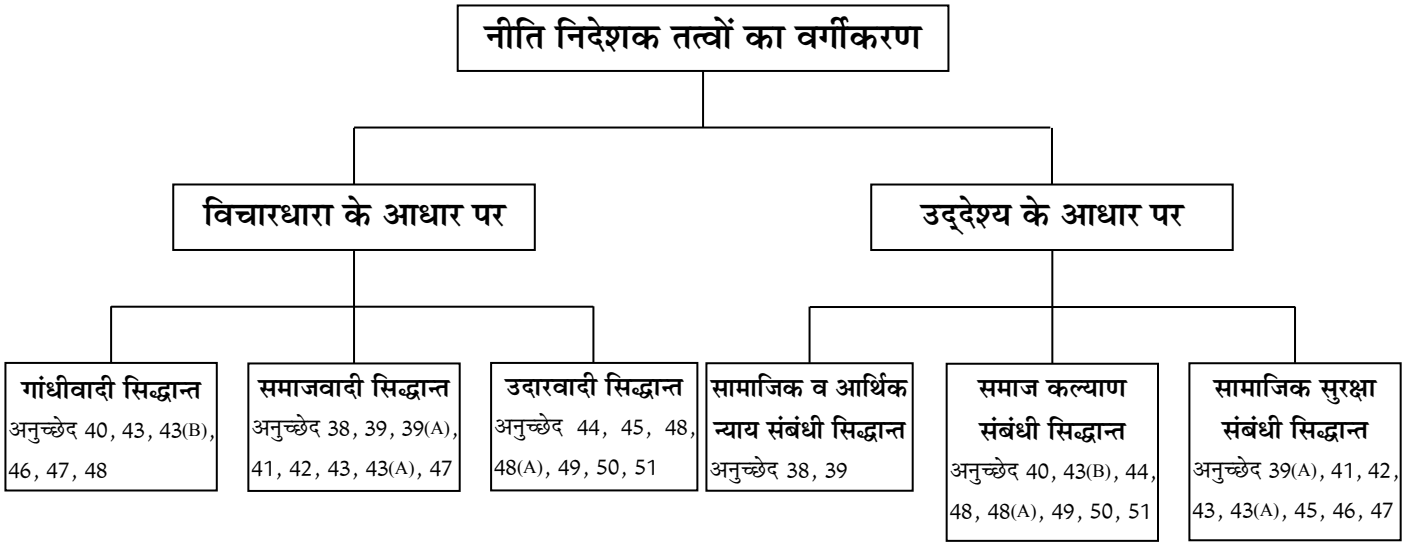 नीति निदेशक तत्वों का वर्गीकरण
विचारधारा के आधार पर
उद्देश्य के आधार पर
गांधीवादी सिद्धान्त
अनुच्छेद 40, 43, 43(B),
46, 47, 48
समाजवादी सिद्धान्त
अनुच्छेद 38, 39, 39(A),
41, 42, 43, 43(A), 47
उदारवादी सिद्धान्त
अनुच्छेद 44, 45, 48,
48(A), 49, 50, 51
सामाजिक व आर्थिक
न्याय संबंधी सिद्धान्त
अनुच्छेद 38, 39
समाज कल्याण
संबंधी सिद्धान्त
अनुच्छेद 40, 43(B), 44,
48, 48(A), 49, 50, 51
सामाजिक सुरक्षा
संबंधी सिद्धान्त
अनुच्छेद 39(A), 41, 42,
43, 43(A), 45, 46, 47